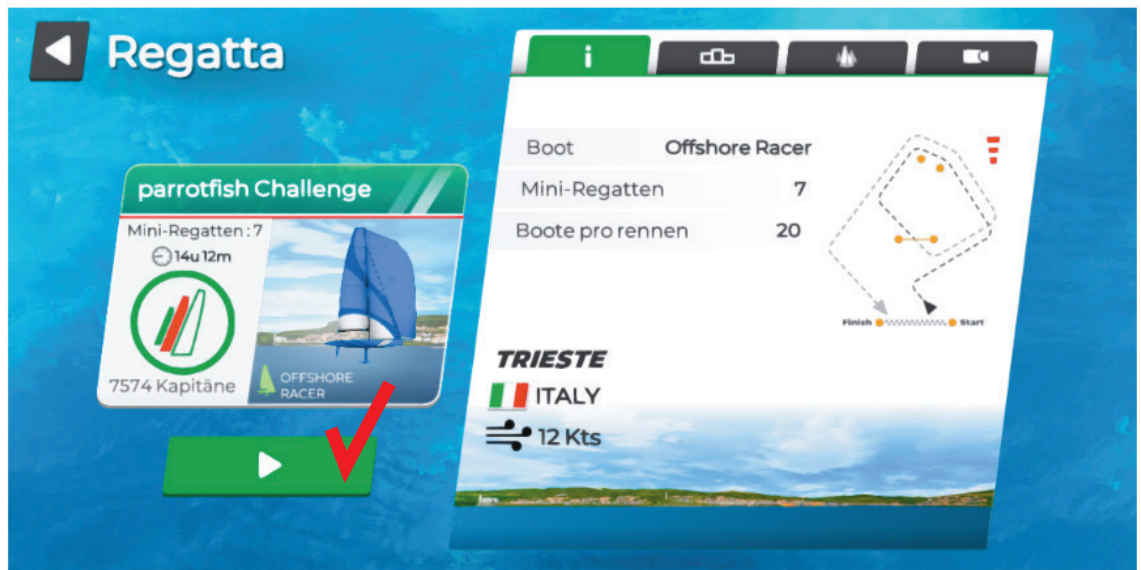 Regatta
i
parrotfish Challenge
Mini-Regatten : 7
14u 12m
7574 Kapitäne
OFFSHORE
RACER
Boot Offshore Racer
Mini-Regatten 7
Boote pro rennen 20
Finish Start
TRIESTE
ITALY
12 Kts